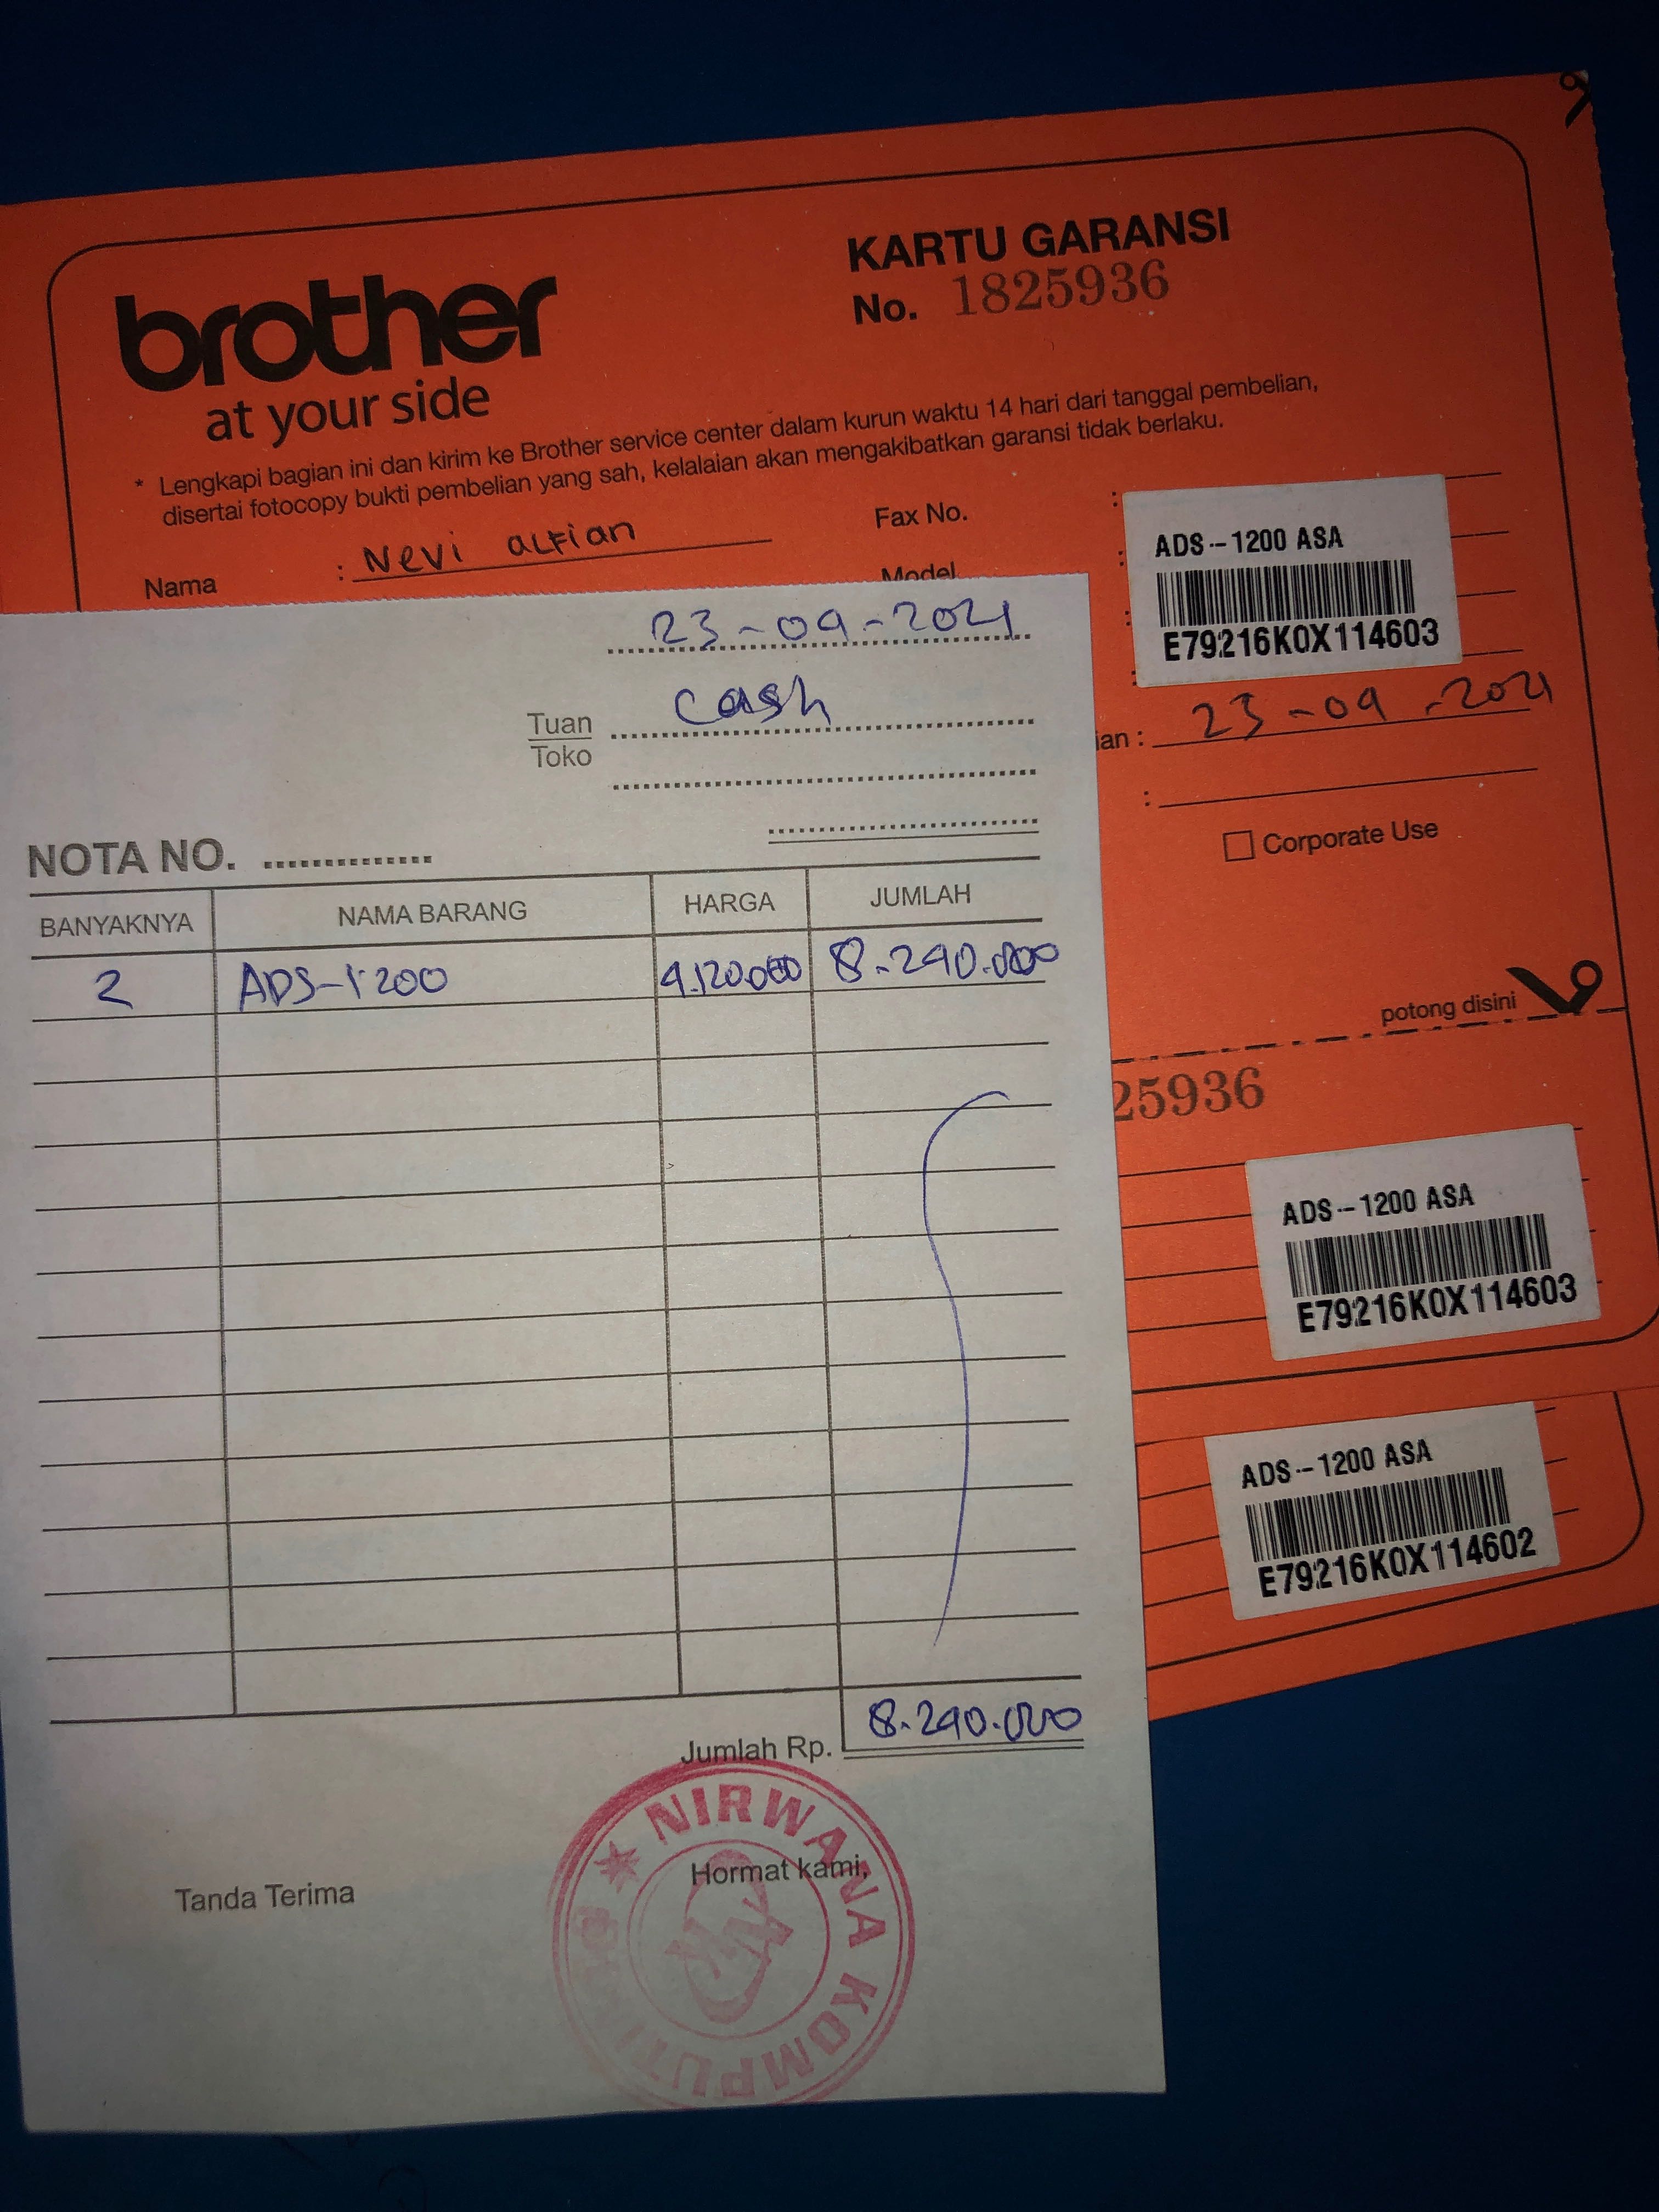 KARTU GARANSI
No. 1825936
brother
at your side
* Lengkapi bagian ini dan kirim ke Brother service center dalam kurun waktu 14 hari dari tanggal pembelian,
disertai fotocopy bukti pembelian yang sah, kelalaian akan mengakibatkan garansi tidak berlaku.
Nama : Nevi aLFian
Fax No. :
Model :
ADS--1200 ASA
E79216K0X114603
ian : 23-09-2021
:
Corporate Use
potong disini
25936
ADS--1200 ASA
E79216K0X114603
ADS--1200 ASA
E79216K0X114602
23-09-2021
Tuan cash
Toko
NOTA NO. ...............
BANYAKNYA NAMA BARANG HARGA JUMLAH
2 ADS-1200 4.120.000 8.240.000
Jumlah Rp. 8.240.000
Tanda Terima
Hormat kami,
NIRWANA KOMPUTINDO